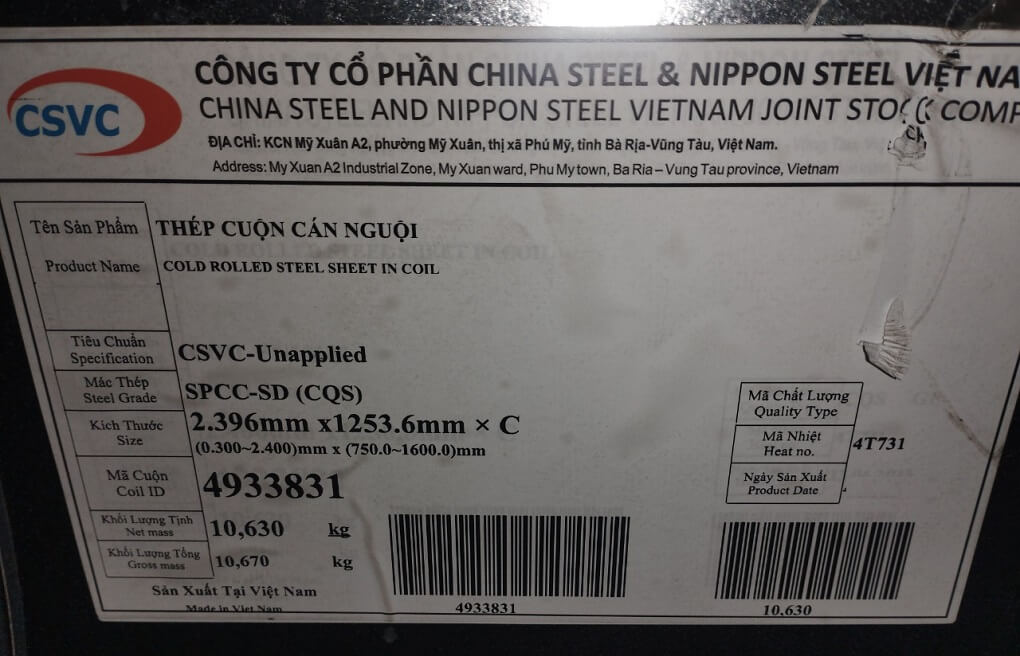 CSVC
CÔNG TY CỔ PHẦN CHINA STEEL & NIPPON STEEL VIỆT NA
CHINA STEEL AND NIPPON STEEL VIETNAM JOINT STOCK COMP
ĐỊA CHỈ: KCN Mỹ Xuân A2, phường Mỹ Xuân, thị xã Phú Mỹ, tỉnh Bà Rịa-Vũng Tàu, Việt Nam.
Address: My Xuan A2 Industrial Zone, My Xuan ward, Phu My town, Ba Ria – Vung Tau province, Vietnam
Tên Sản Phẩm THÉP CUỘN CÁN NGUỘI
Product Name COLD ROLLED STEEL SHEET IN COIL
Tiêu Chuẩn
Specification CSVC-Unapplied
Mác Thép
Steel Grade SPCC-SD (CQS)
Kích Thước
Size
2.396mm x1253.6mm × C
(0.300~2.400)mm x (750.0~1600.0)mm
Mã Cuộn
Coil ID
4933831
Khối Lượng Tịnh
Net mass
10,630 kg
Khối Lượng Tổng
Gross mass
10,670 kg
Sản Xuất Tại Việt Nam
Made in Viet Nam
4933831
Mã Chất Lượng
Quality Type
Mã Nhiệt
Heat no.
4T731
Ngày Sản Xuất
Product Date
10,630